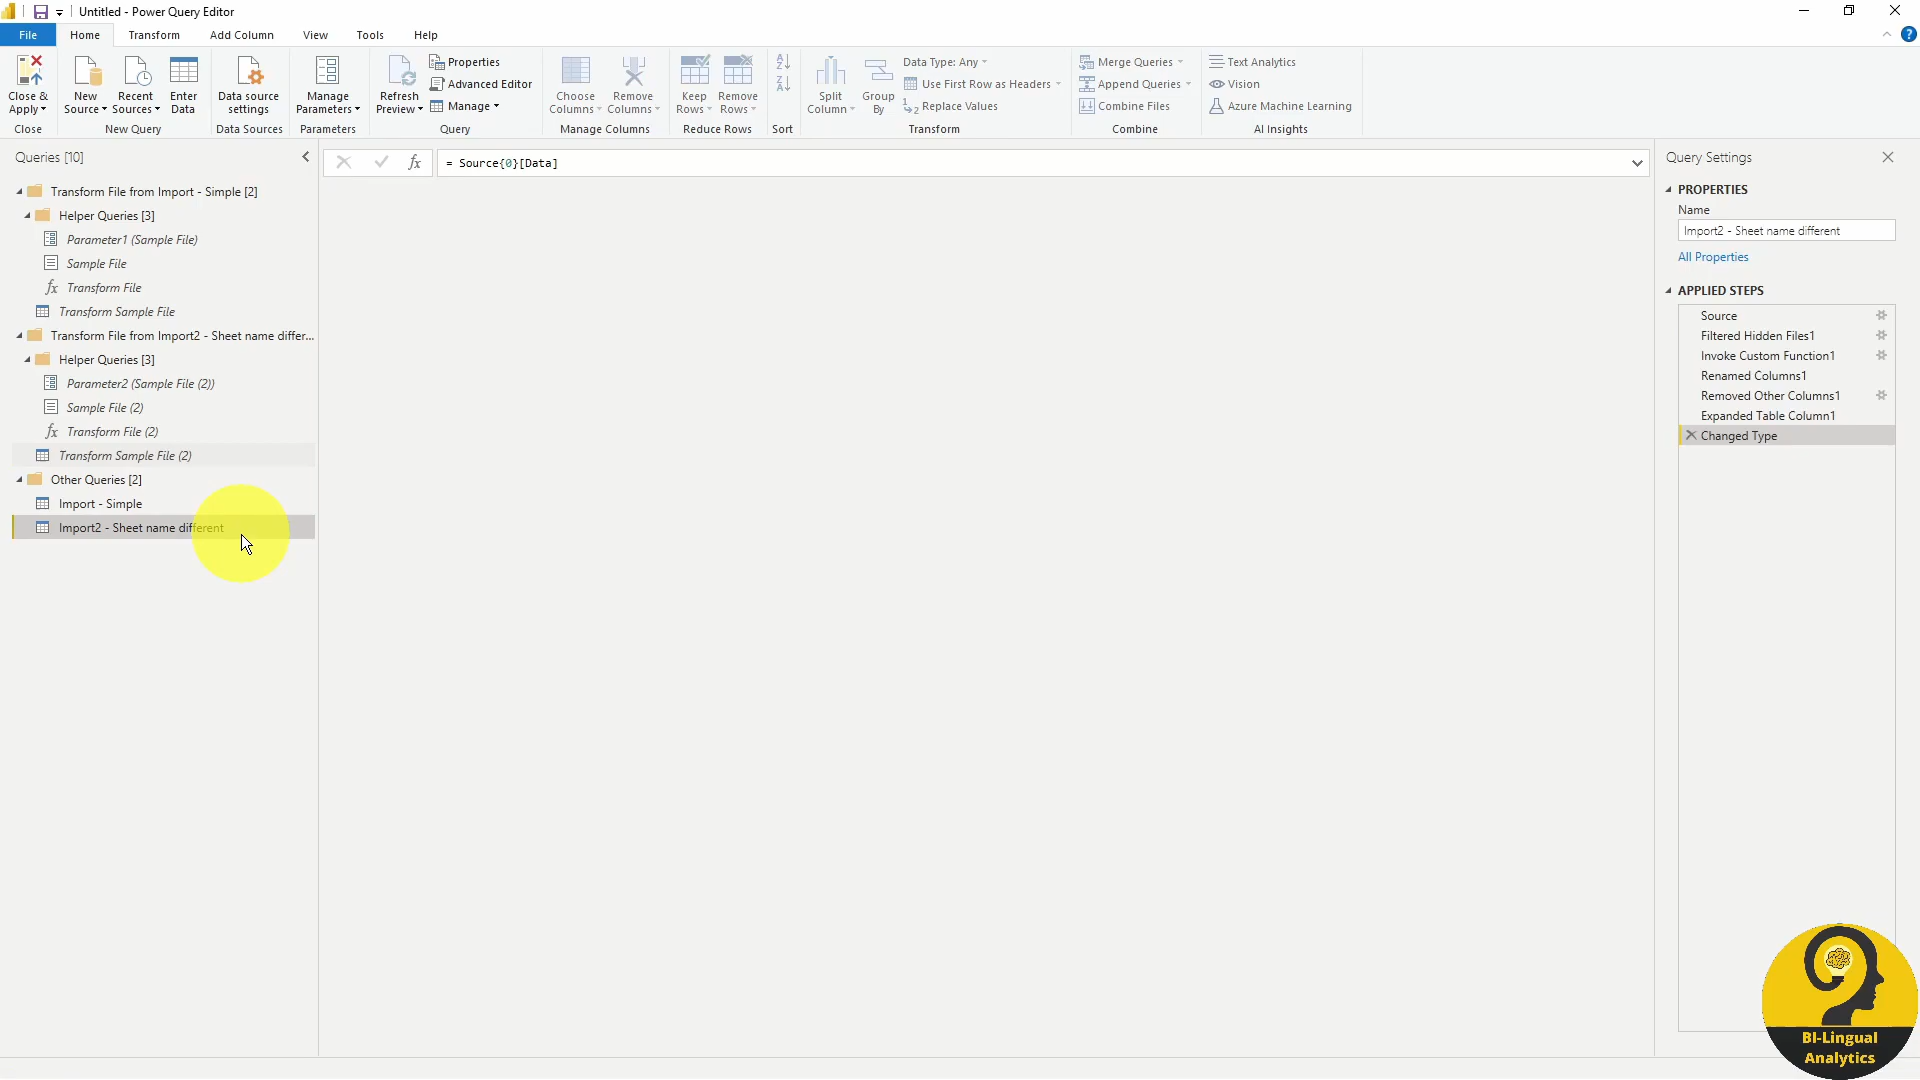 Untitled - Power Query Editor
File Home Transform Add Column View Tools Help
Close & Apply
New Source
Recent Sources
Enter Data
Data source settings
Manage Parameters
Refresh Preview
Properties
Advanced Editor
Manage
Choose Columns
Remove Columns
Keep Rows
Remove Rows
Split Column
Group By
Data Type: Any
Use First Row as Headers
Replace Values
Merge Queries
Append Queries
Combine Files
Text Analytics
Vision
Azure Machine Learning
Close
New Query
Data Sources
Parameters
Query
Manage Columns
Reduce Rows
Sort
Transform
Combine
AI Insights
Queries [10]
Transform File from Import - Simple [2]
Helper Queries [3]
Parameter1 (Sample File)
Sample File
Transform File
Transform Sample File
Transform File from Import2 - Sheet name differ...
Helper Queries [3]
Parameter2 (Sample File (2))
Sample File (2)
Transform File (2)
Transform Sample File (2)
Other Queries [2]
Import - Simple
Import2 - Sheet name different
fx = Source{0}[Data]
Query Settings
PROPERTIES
Name
Import2 - Sheet name different
All Properties
APPLIED STEPS
Source
Filtered Hidden Files1
Invoke Custom Function1
Renamed Columns1
Removed Other Columns1
Expanded Table Column1
Changed Type
BI-Lingual
Analytics